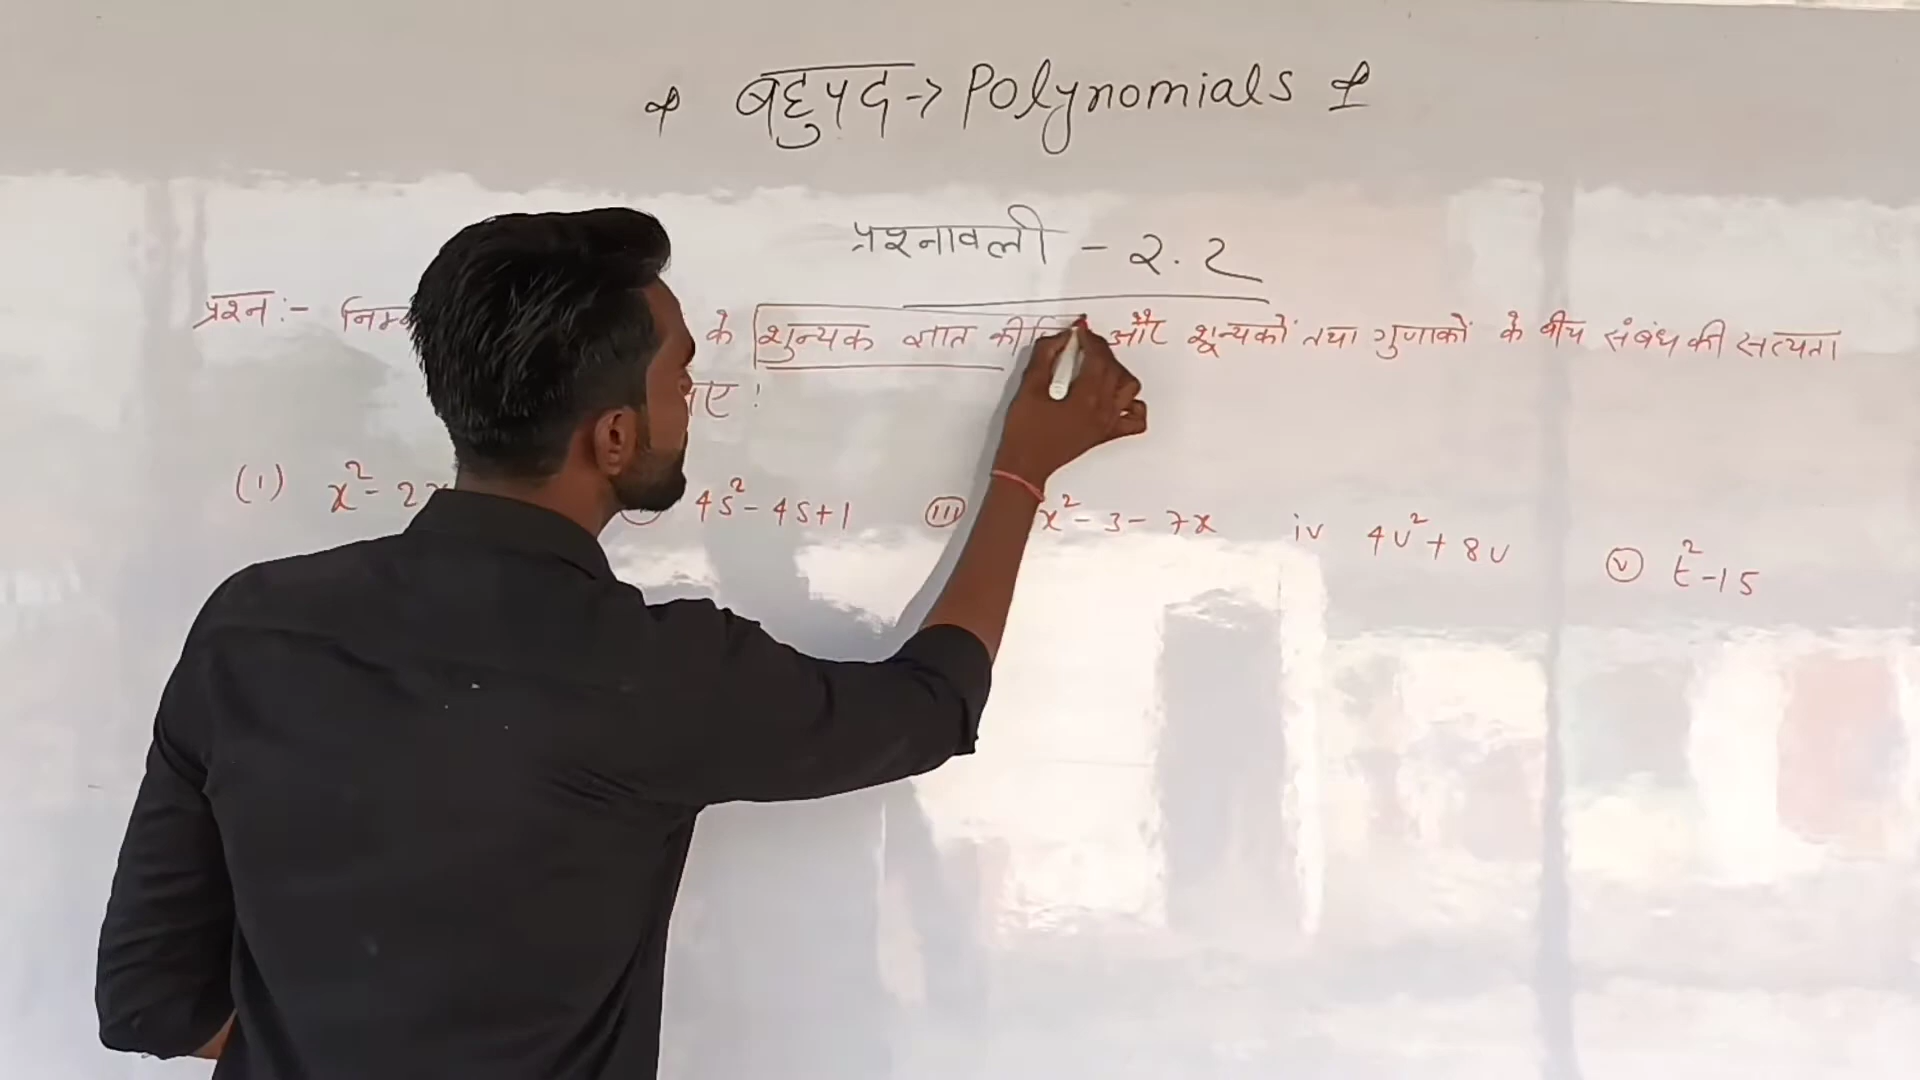 बहुपद -> Polynomials
प्रश्नावली - २.2
प्रश्न :- के शुन्यक ज्ञात और शून्यकों तथा गुणाकों के बीच संबंध की सत्यता
(1) x² - 2x 4s² - 4s + 1 (III) x² - 3 - 7x iv 4u² + 8u (v) t² - 15